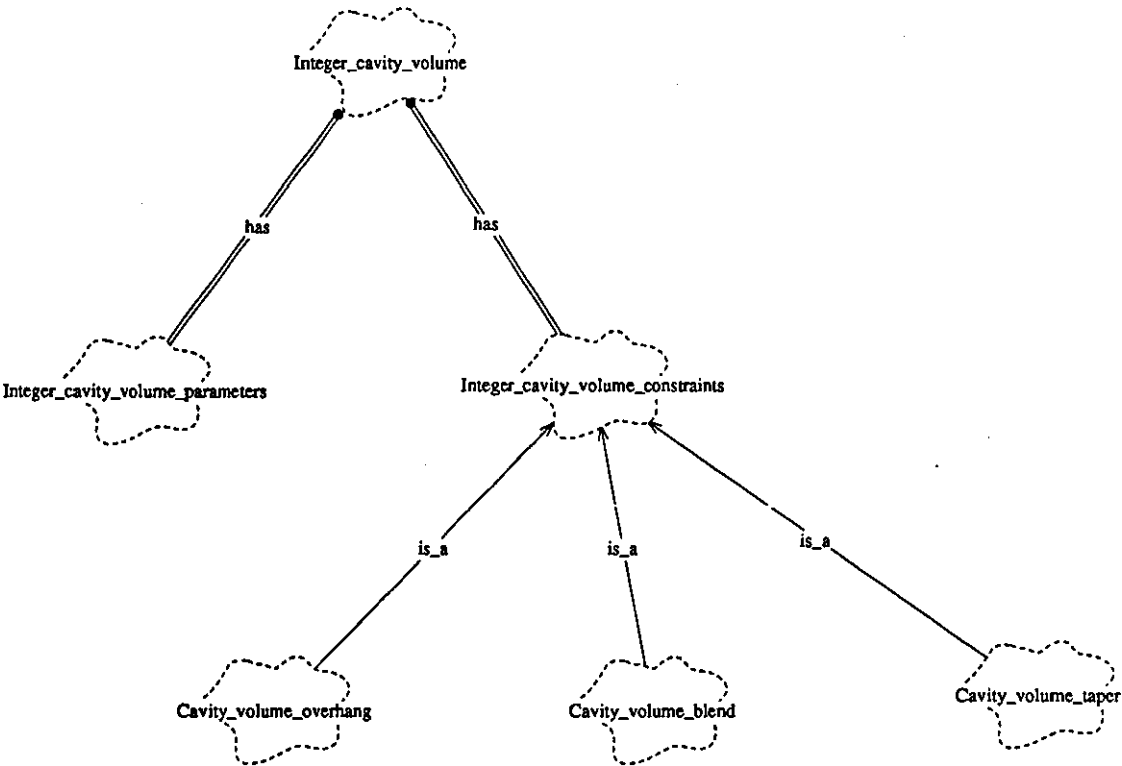 Integer_cavity_volume
has
has
Integer_cavity_volume_parameters
Integer_cavity_volume_constraints
is_a
is_a
is_a
Cavity_volume_overhang
Cavity_volume_blend
Cavity_volume_taper